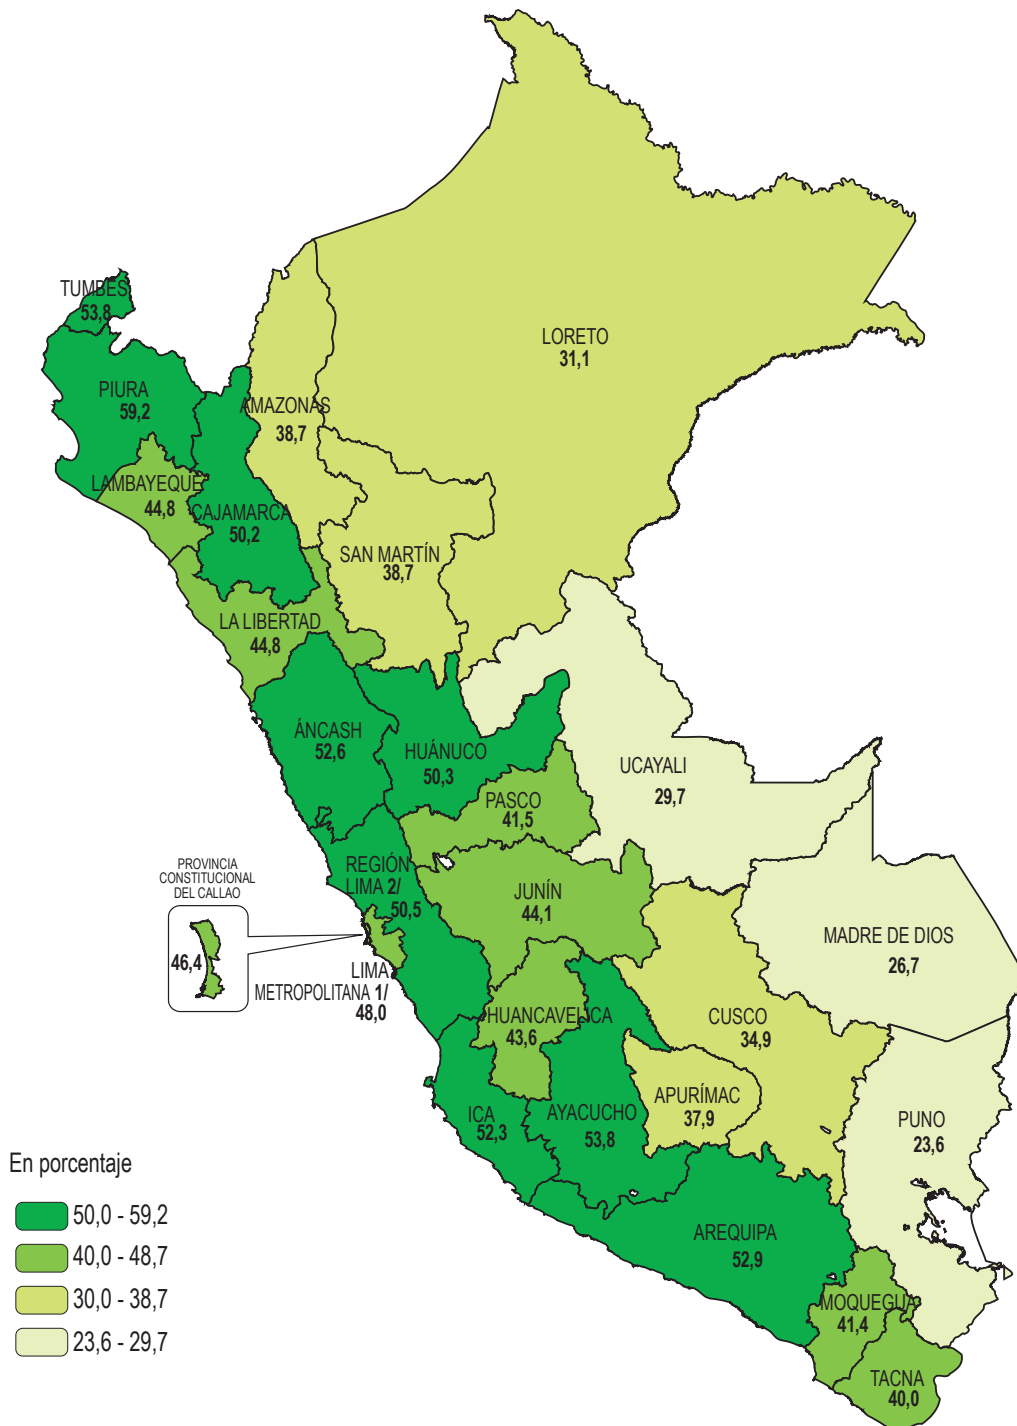 TUMBES
53,8
PIURA
59,2
LORETO
31,1
AMAZONAS
38,7
LAMBAYEQUE
44,8
CAJAMARCA
50,2
SAN MARTÍN
38,7
LA LIBERTAD
44,8
ÁNCASH
52,6
HUÁNUCO
50,3
UCAYALI
29,7
PASCO
41,5
PROVINCIA
CONSTITUCIONAL
DEL CALLAO
46,4
REGIÓN
LIMA 2/
50,5
JUNÍN
44,1
MADRE DE DIOS
26,7
LIMA
METROPOLITANA 1/
48,0
HUANCAVELICA
43,6
CUSCO
34,9
ICA
52,3
AYACUCHO
53,8
APURÍMAC
37,9
PUNO
23,6
AREQUIPA
52,9
MOQUEGUA
41,4
TACNA
40,0
En porcentaje
50,0 - 59,2
40,0 - 48,7
30,0 - 38,7
23,6 - 29,7